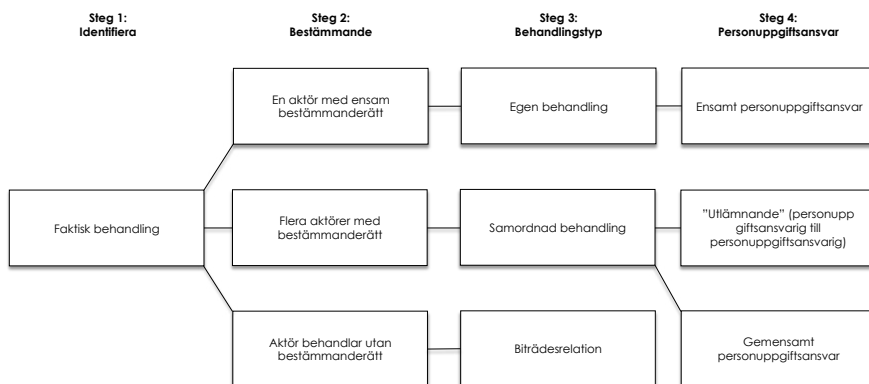 Steg 1:
Identifiera
Steg 2:
Bestämmande
Steg 3:
Behandlingstyp
Steg 4:
Personuppgiftsansvar
En aktör med ensam
bestämmanderätt
Egen behandling
Ensamt personuppgiftsansvar
Faktisk behandling
Flera aktörer med
bestämmanderätt
Samordnad behandling
”Utlämnande” (personupp
giftsansvarig till
personuppgiftsansvarig)
Aktör behandlar utan
bestämmanderätt
Biträdesrelation
Gemensamt
personuppgiftsansvar